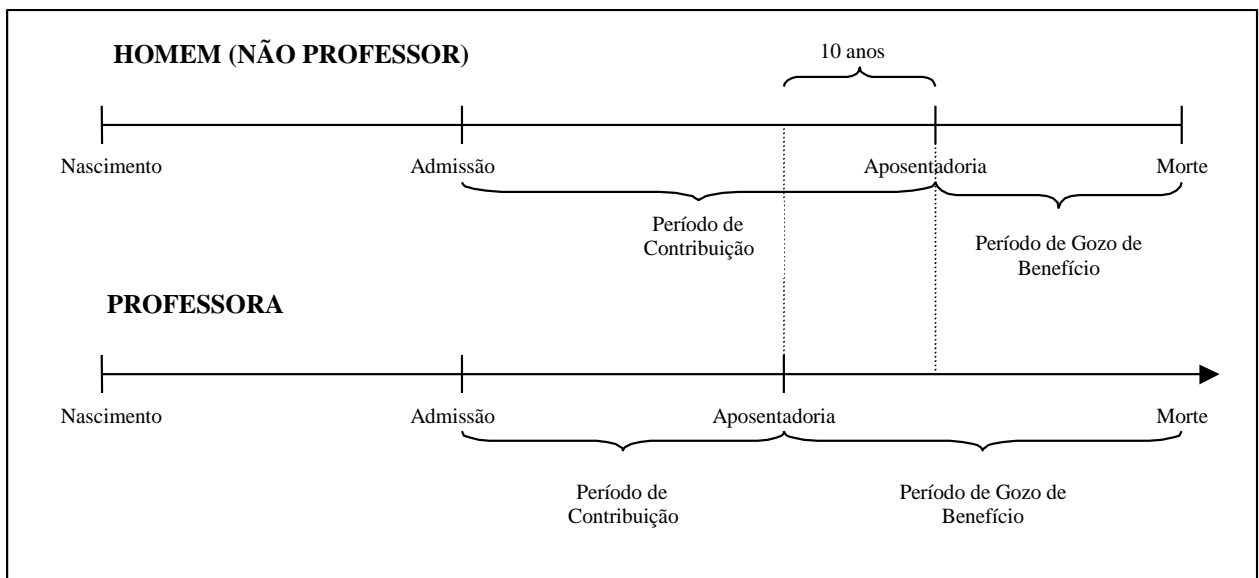 HOMEM (NÃO PROFESSOR)
10 anos
Nascimento
Admissão
Aposentadoria
Morte
Período de
Contribuição
Período de Gozo de
Benefício
PROFESSORA
Nascimento
Admissão
Aposentadoria
Morte
Período de
Contribuição
Período de Gozo de
Benefício